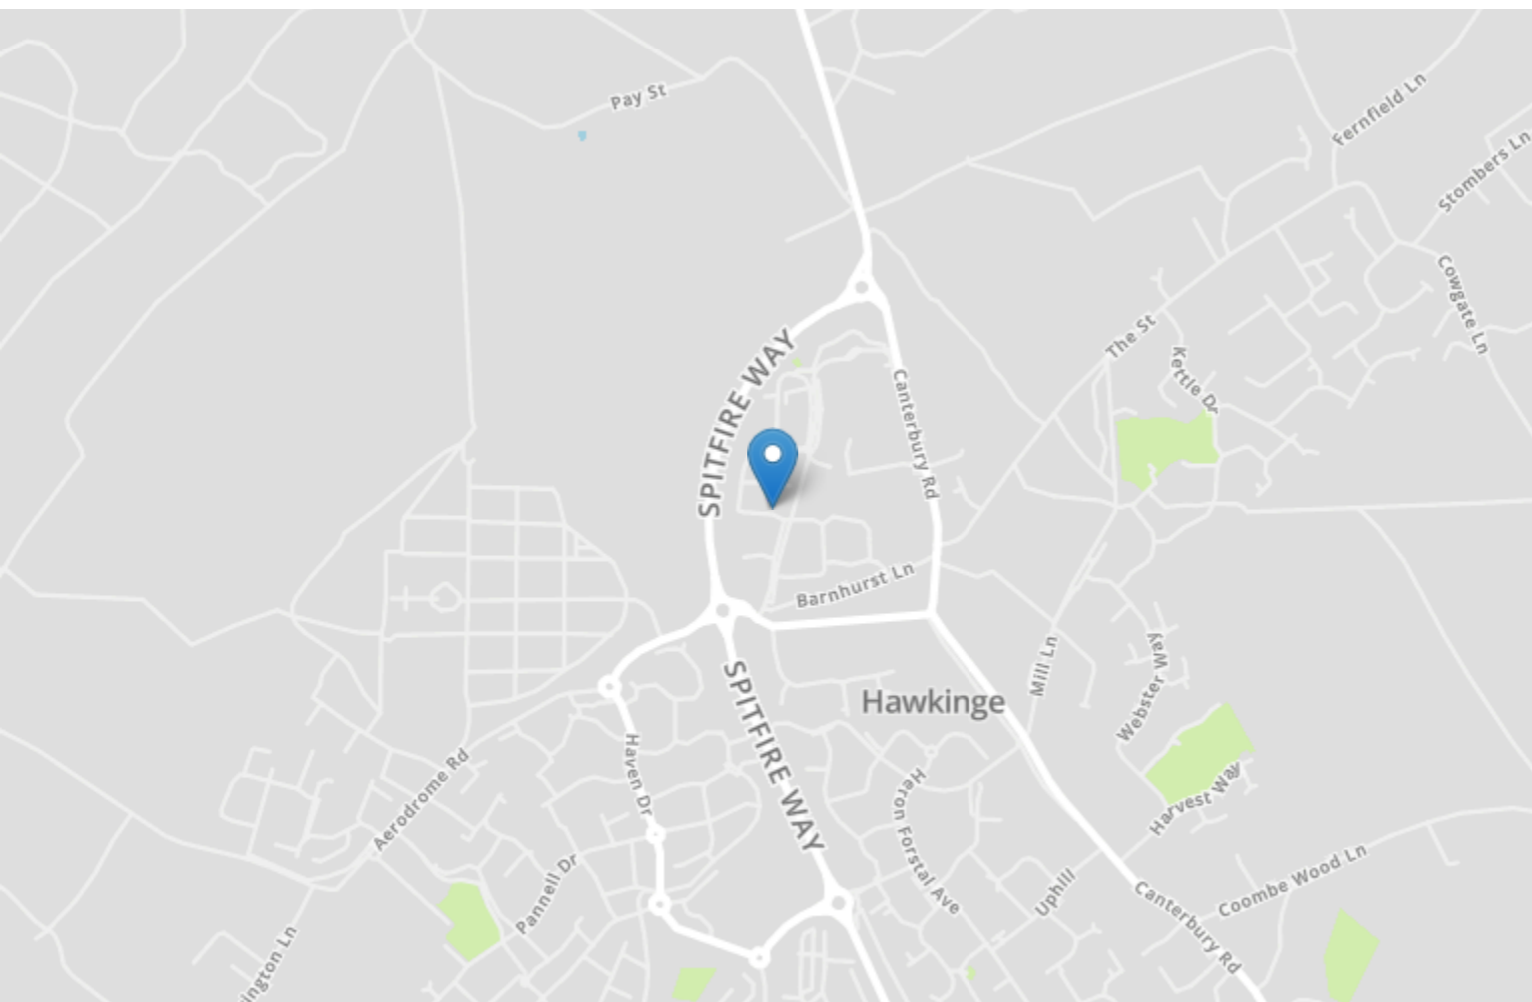 Pay St
Fernfield Ln
Stombers Ln
Cowgate Ln
The St
SPITFIRE WAY
Kettle Dr
Canterbury Rd
Barnhurst Ln
Mill Ln
Webster Way
SPITFIRE WAY
Hawkinge
Haven Dr
Aerodrome Rd
Heron Forstal Ave
Harvest Way
Pannell Dr
Uphill
Coombe Wood Ln
Canterbury Rd
ington Ln